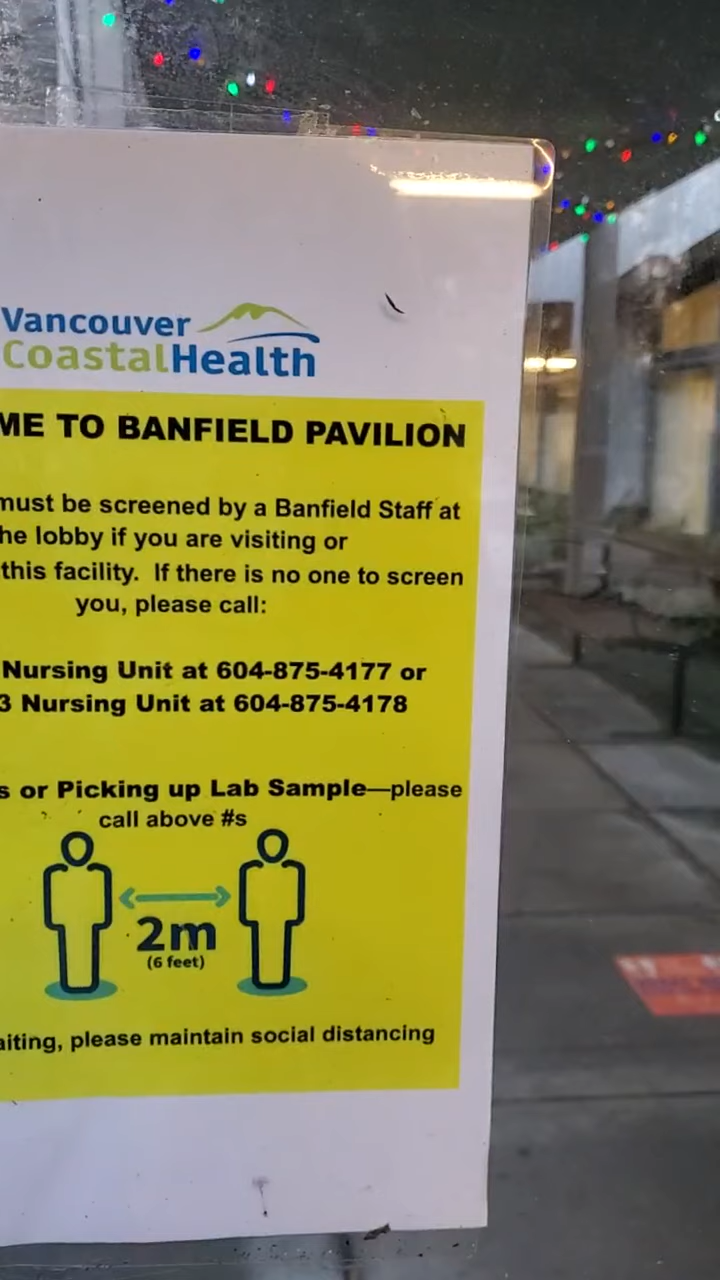 Vancouver
CoastalHealth
ME TO BANFIELD PAVILION
must be screened by a Banfield Staff at
he lobby if you are visiting or
this facility. If there is no one to screen
you, please call:
Nursing Unit at 604-875-4177 or
3 Nursing Unit at 604-875-4178
s or Picking up Lab Sample—please
call above #s
2m
(6 feet)
aiting, please maintain social distancing